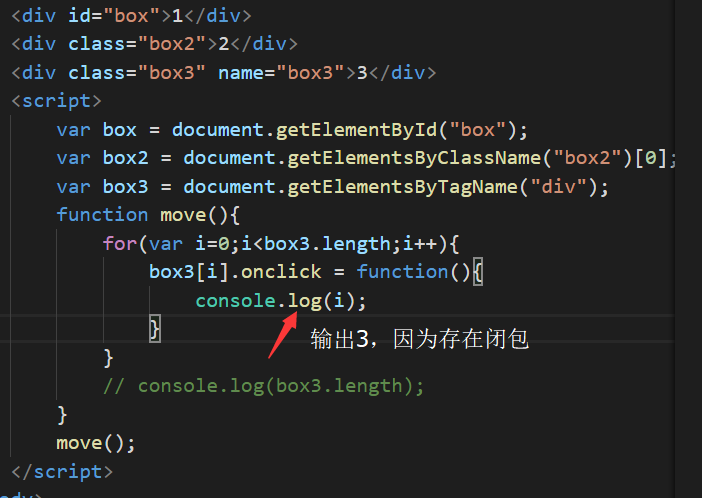 <div id="box">1</div>
<div class="box2">2</div>
<div class="box3" name="box3">3</div>
<script>
    var box = document.getElementById("box");
    var box2 = document.getElementsByClassName("box2")[0];
    var box3 = document.getElementsByTagName("div");
    function move(){
        for(var i=0;i<box3.length;i++){
            box3[i].onclick = function(){
                console.log(i);
            }
输出3，因为存在闭包
        }
        // console.log(box3.length);
    }
    move();
</script>